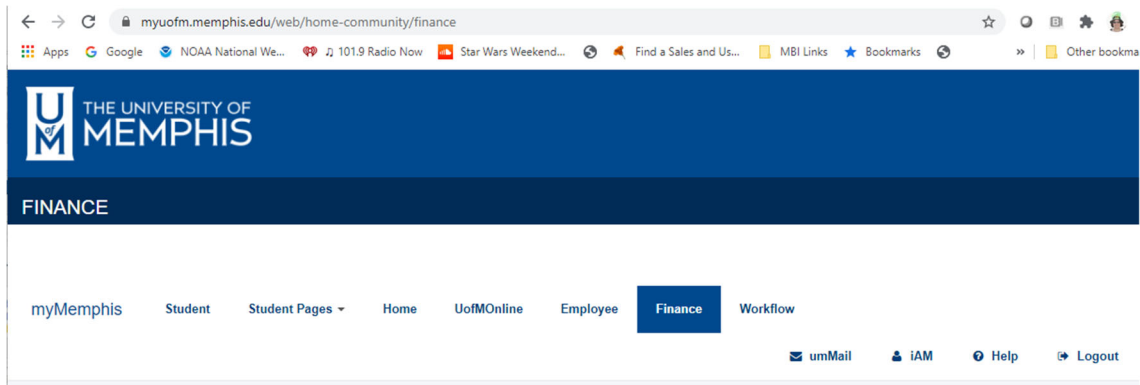 myuofm.memphis.edu/web/home-community/finance
Apps Google NOAA National We... ♫ 101.9 Radio Now Star Wars Weekend... Find a Sales and Us... MBI Links Bookmarks » Other bookma
UofM THE UNIVERSITY OF
MEMPHIS
FINANCE
myMemphis Student Student Pages Home UofMOnline Employee Finance Workflow
umMail iAM Help Logout